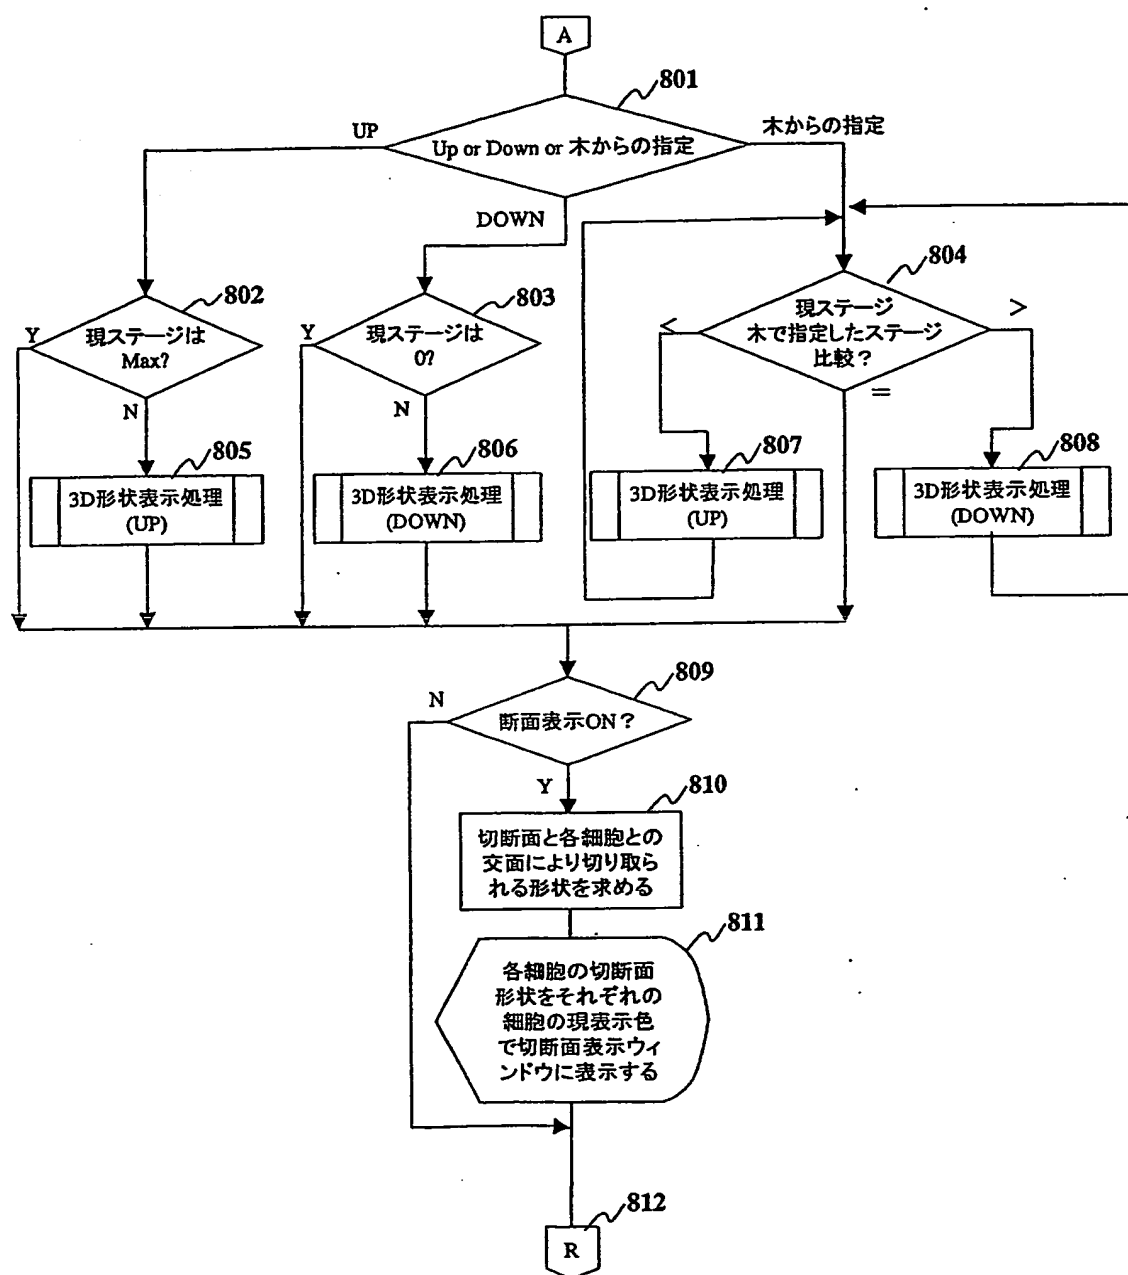 A
801
Up or Down or 木からの指定
UP
木からの指定
DOWN
802
Y
現ステージは
Max?
N
803
Y
現ステージは
0?
N
804
現ステージ
木で指定したステージ
比較？
<
>
=
805
3D形状表示処理
(UP)
806
3D形状表示処理
(DOWN)
807
3D形状表示処理
(UP)
808
3D形状表示処理
(DOWN)
809
N
断面表示ON？
Y
810
切断面と各細胞との
交面により切り取ら
れる形状を求める
811
各細胞の切断面
形状をそれぞれの
細胞の現表示色
で切断面表示ウィ
ンドウに表示する
812
R